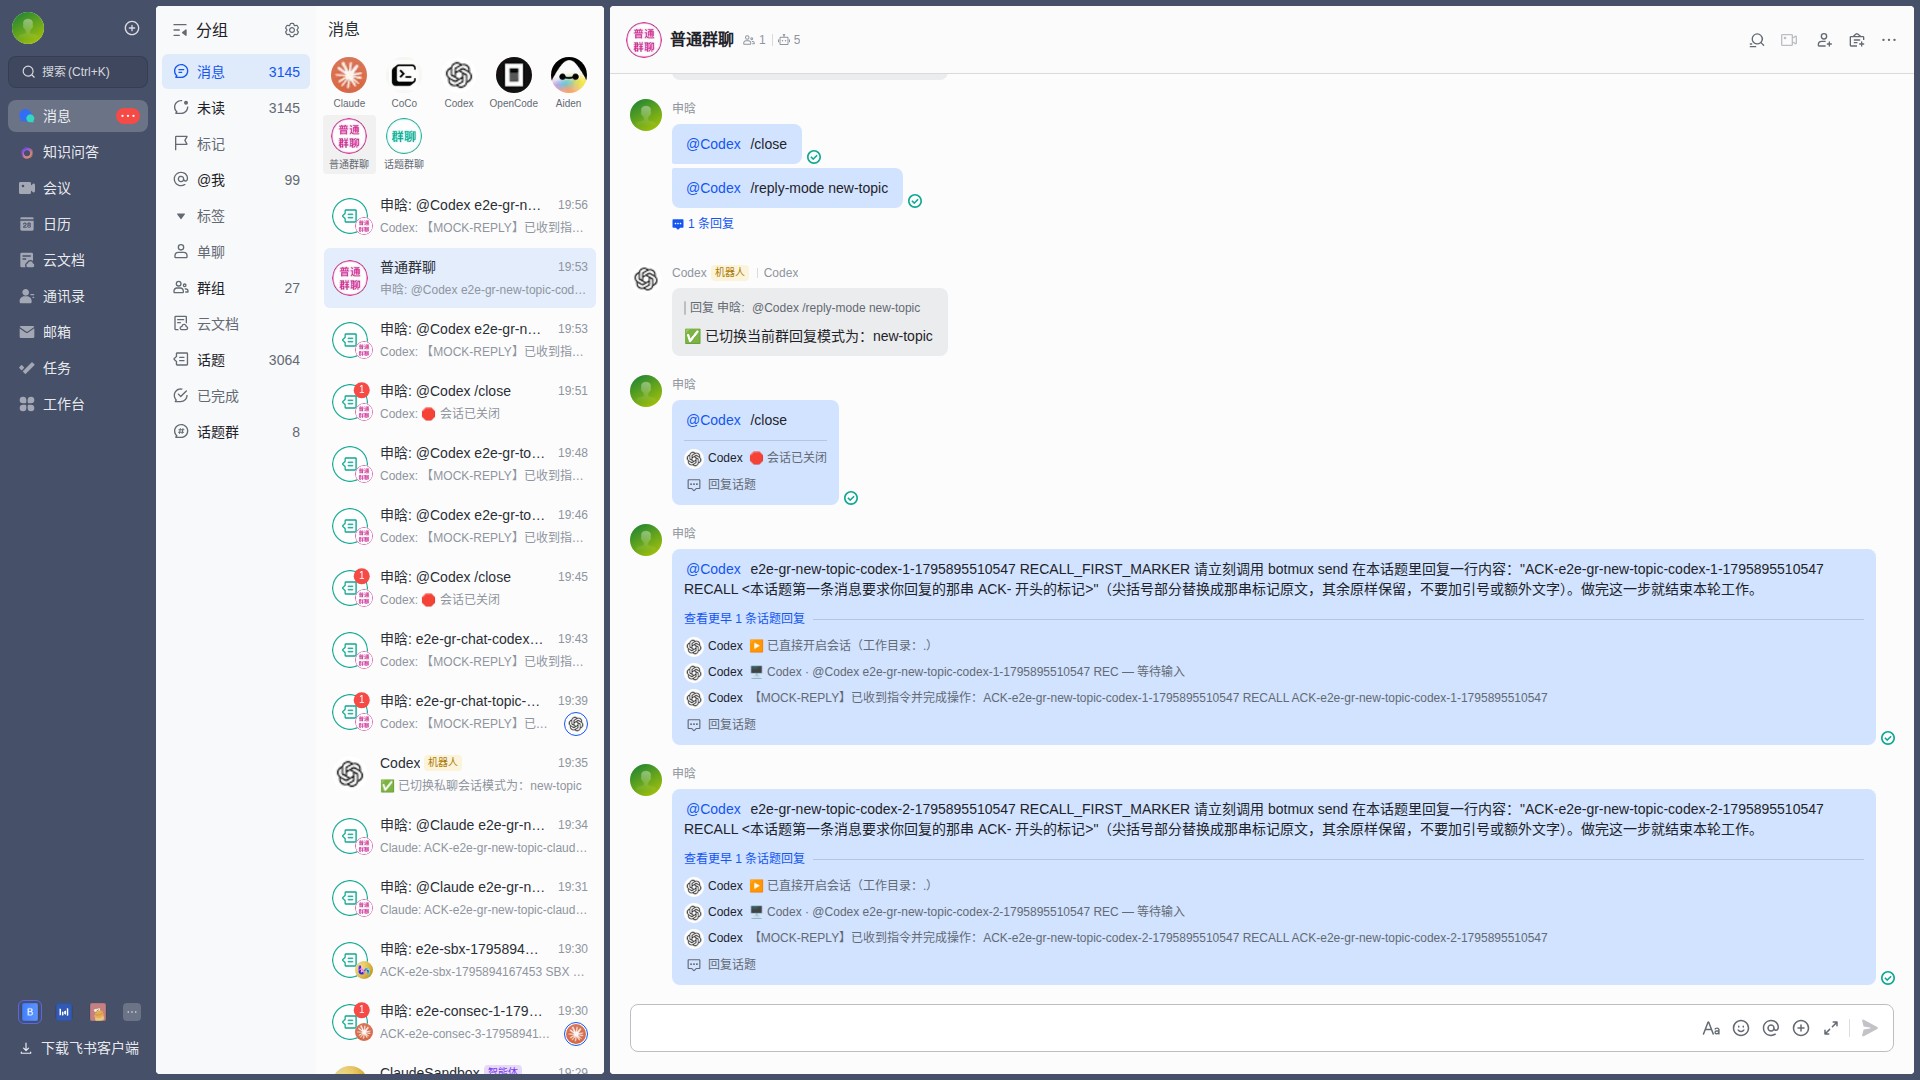 搜索 (Ctrl+K)
消息
知识问答
会议
日历
云文档
通讯录
邮箱
任务
工作台
下载飞书客户端
分组
消息 3145
未读 3145
标记
@我 99
标签
单聊
群组 27
云文档
话题 3064
已完成
话题群 8
消息
Claude
CoCo
Codex
OpenCode
Aiden
普通群聊
普通群聊
群聊
话题群聊
申晗: @Codex e2e-gr-n… 19:56
Codex: 【MOCK-REPLY】已收到指…
普通群聊 19:53
申晗: @Codex e2e-gr-new-topic-cod…
申晗: @Codex e2e-gr-n… 19:53
Codex: 【MOCK-REPLY】已收到指…
1
申晗: @Codex /close 19:51
Codex: 🛑 会话已关闭
申晗: @Codex e2e-gr-to… 19:48
Codex: 【MOCK-REPLY】已收到指…
申晗: @Codex e2e-gr-to… 19:46
Codex: 【MOCK-REPLY】已收到指…
1
申晗: @Codex /close 19:45
Codex: 🛑 会话已关闭
申晗: e2e-gr-chat-codex… 19:43
Codex: 【MOCK-REPLY】已收到指…
1
申晗: e2e-gr-chat-topic-… 19:39
Codex: 【MOCK-REPLY】已…
Codex 机器人 19:35
✅ 已切换私聊会话模式为：new-topic
申晗: @Claude e2e-gr-n… 19:34
Claude: ACK-e2e-gr-new-topic-claud…
申晗: @Claude e2e-gr-n… 19:31
Claude: ACK-e2e-gr-new-topic-claud…
申晗: e2e-sbx-1795894… 19:30
ACK-e2e-sbx-1795894167453 SBX …
1
申晗: e2e-consec-1-179… 19:30
ACK-e2e-consec-3-17958941…
ClaudeSandbox 智能体 19:29
普通群聊
普通群聊 1 5
申晗
@Codex /close
@Codex /reply-mode new-topic
1 条回复
Codex 机器人 Codex
回复 申晗: @Codex /reply-mode new-topic
✅ 已切换当前群回复模式为：new-topic
申晗
@Codex /close
Codex 🛑 会话已关闭
回复话题
申晗
@Codex e2e-gr-new-topic-codex-1-1795895510547 RECALL_FIRST_MARKER 请立刻调用 botmux send 在本话题里回复一行内容："ACK-e2e-gr-new-topic-codex-1-1795895510547
RECALL <本话题第一条消息要求你回复的那串 ACK- 开头的标记>"（尖括号部分替换成那串标记原文，其余原样保留，不要加引号或额外文字）。做完这一步就结束本轮工作。
查看更早 1 条话题回复
Codex ▶️ 已直接开启会话（工作目录：.）
Codex 🖥️ Codex · @Codex e2e-gr-new-topic-codex-1-1795895510547 REC — 等待输入
Codex 【MOCK-REPLY】已收到指令并完成操作：ACK-e2e-gr-new-topic-codex-1-1795895510547 RECALL ACK-e2e-gr-new-topic-codex-1-1795895510547
回复话题
申晗
@Codex e2e-gr-new-topic-codex-2-1795895510547 RECALL_FIRST_MARKER 请立刻调用 botmux send 在本话题里回复一行内容："ACK-e2e-gr-new-topic-codex-2-1795895510547
RECALL <本话题第一条消息要求你回复的那串 ACK- 开头的标记>"（尖括号部分替换成那串标记原文，其余原样保留，不要加引号或额外文字）。做完这一步就结束本轮工作。
查看更早 1 条话题回复
Codex ▶️ 已直接开启会话（工作目录：.）
Codex 🖥️ Codex · @Codex e2e-gr-new-topic-codex-2-1795895510547 REC — 等待输入
Codex 【MOCK-REPLY】已收到指令并完成操作：ACK-e2e-gr-new-topic-codex-2-1795895510547 RECALL ACK-e2e-gr-new-topic-codex-2-1795895510547
回复话题